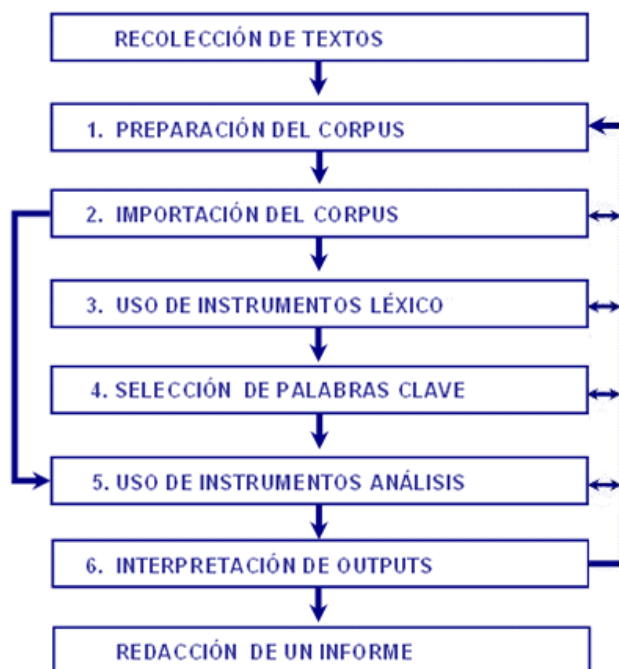 RECOLECCIÓN DE TEXTOS
1. PREPARACIÓN DEL CORPUS
2. IMPORTACIÓN DEL CORPUS
3. USO DE INSTRUMENTOS LÉXICO
4. SELECCIÓN DE PALABRAS CLAVE
5. USO DE INSTRUMENTOS ANÁLISIS
6. INTERPRETACIÓN DE OUTPUTS
REDACCIÓN DE UN INFORME